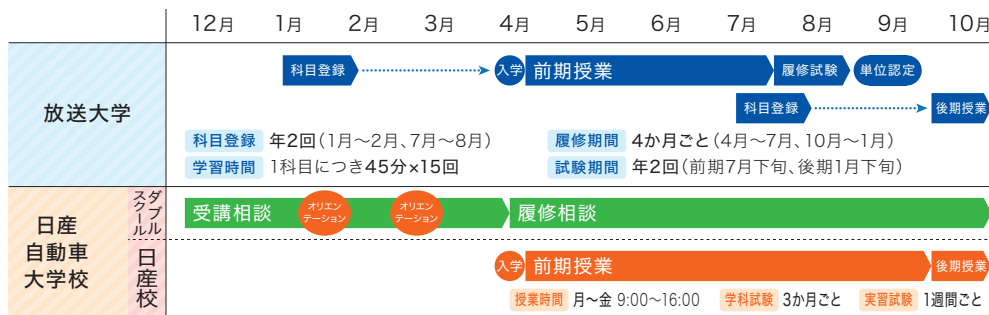 12月 1月 2月 3月 4月 5月 6月 7月 8月 9月 10月
放送大学
科目登録 入学 前期授業 履修試験 単位認定
科目登録 後期授業
科目登録 年2回(1月〜2月、7月〜8月) 履修期間 4か月ごと(4月〜7月、10月〜1月)
学習時間 1科目につき45分×15回 試験期間 年2回(前期7月下旬、後期1月下旬)
日産
自動車
大学校
ダブル
スクール
受講相談 オリエン
テーション オリエン
テーション 履修相談
日産校
入学 前期授業 後期授業
授業時間 月〜金 9:00〜16:00 学科試験 3か月ごと 実習試験 1週間ごと